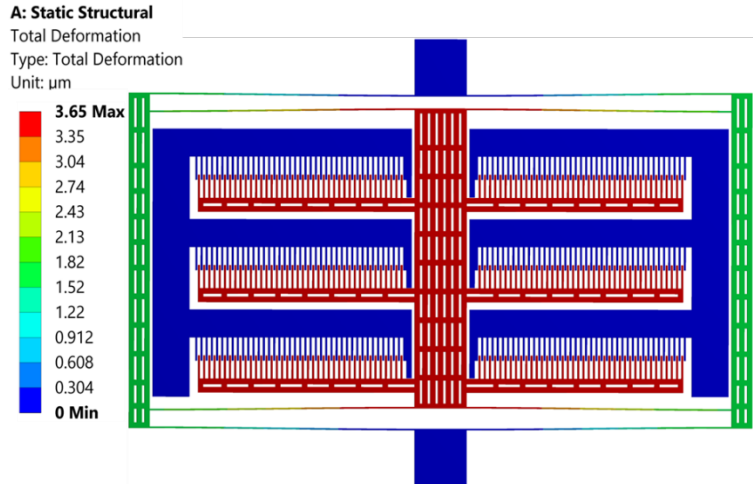 A: Static Structural
Total Deformation
Type: Total Deformation
Unit: µm
3.65 Max
3.35
3.04
2.74
2.43
2.13
1.82
1.52
1.22
0.912
0.608
0.304
0 Min